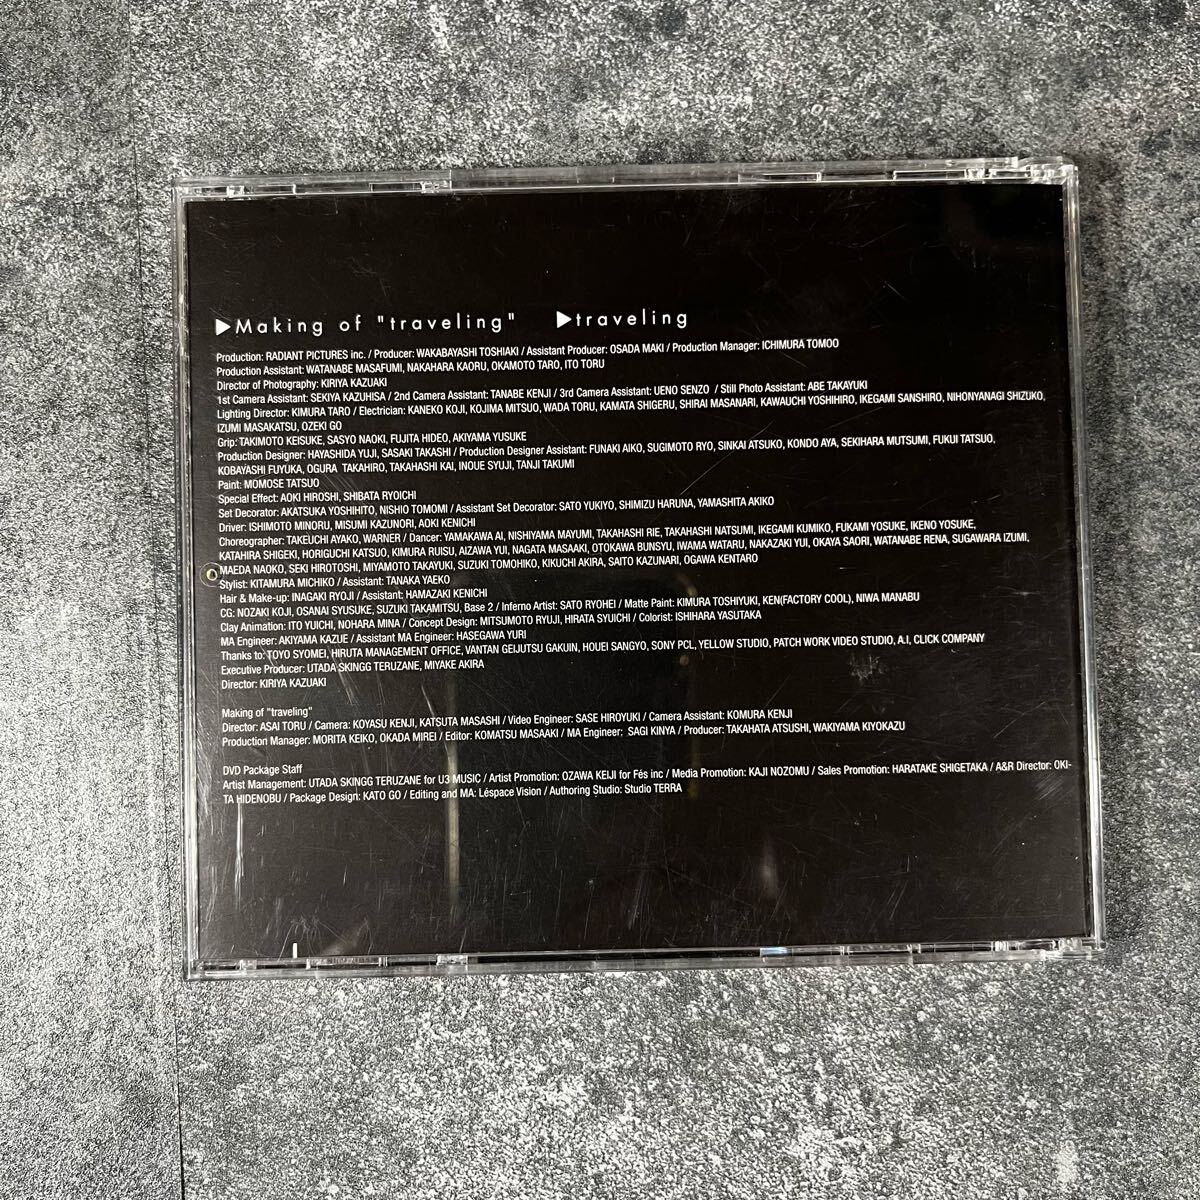 ▶Making of "traveling" ▶traveling
Production: RADIANT PICTURES inc. / Producer: WAKABAYASHI TOSHIAKI / Assistant Producer: OSADA MAKI / Production Manager: ICHIMURA TOMOO
Production Assistant: WATANABE MASAFUMI, NAKAHARA KAORU, OKAMOTO TARO, ITO TORU
Director of Photography: KIRIYA KAZUAKI
1st Camera Assistant: SEKIYA KAZUHISA / 2nd Camera Assistant: TANABE KENJI / 3rd Camera Assistant: UENO SENZO / Still Photo Assistant: ABE TAKAYUKI
Lighting Director: KIMURA TARO / Electrician: KANEKO KOJI, KOJIMA MITSUO, WADA TORU, KAMATA SHIGERU, SHIRAI MASANARI, KAWAUCHI YOSHIHIRO, IKEGAMI SANSHIRO, NIHONYANAGI SHIZUKO,
IZUMI MASAKATSU, OZEKI GO
Grip: TAKIMOTO KEISUKE, SASYO NAOKI, FUJITA HIDEO, AKIYAMA YUSUKE
Production Designer: HAYASHIDA YUJI, SASAKI TAKASHI / Production Designer Assistant: FUNAKI AIKO, SUGIMOTO RYO, SINKAI ATSUKO, KONDO AYA, SEKIHARA MUTSUMI, FUKUI TATSUO,
KOBAYASHI FUYUKA, OGURA TAKAHIRO, TAKAHASHI KAI, INOUE SYUJI, TANJI TAKUMI
Paint: MOMOSE TATSUO
Special Effect: AOKI HIROSHI, SHIBATA RYOICHI
Set Decorator: AKATSUKA YOSHIHITO, NISHIO TOMOMI / Assistant Set Decorator: SATO YUKIYO, SHIMIZU HARUNA, YAMASHITA AKIKO
Driver: ISHIMOTO MINORU, MISUMI KAZUNORI, AOKI KENICHI
Choreographer: TAKEUCHI AYAKO, WARNER / Dancer: YAMAKAWA AI, NISHIYAMA MAYUMI, TAKAHASHI RIE, TAKAHASHI NATSUMI, IKEGAMI KUMIKO, FUKAMI YOSUKE, IKENO YOSUKE,
KATAHIRA SHIGEKI, HORIGUCHI KATSUO, KIMURA RUISU, AIZAWA YUI, NAGATA MASAAKI, OTOKAWA BUNSYU, IWAMA WATARU, NAKAZAKI YUI, OKAYA SAORI, WATANABE RENA, SUGAWARA IZUMI,
MAEDA NAOKO, SEKI HIROTOSHI, MIYAMOTO TAKAYUKI, SUZUKI TOMOHIKO, KIKUCHI AKIRA, SAITO KAZUNARI, OGAWA KENTARO
Stylist: KITAMURA MICHIKO / Assistant: TANAKA YAEKO
Hair & Make-up: INAGAKI RYOJI / Assistant: HAMAZAKI KENICHI
CG: NOZAKI KOJI, OSANAI SYUSUKE, SUZUKI TAKAMITSU, Base 2 / Inferno Artist: SATO RYOHEI / Matte Paint: KIMURA TOSHIYUKI, KEN(FACTORY COOL), NIWA MANABU
Clay Animation: ITO YUICHI, NOHARA MINA / Concept Design: MITSUMOTO RYUJI, HIRATA SYUICHI / Colorist: ISHIHARA YASUTAKA
MA Engineer: AKIYAMA KAZUE / Assistant MA Engineer: HASEGAWA YURI
Thanks to: TOYO SYOMEI, HIRUTA MANAGEMENT OFFICE, VANTAN GEIJUTSU GAKUIN, HOUEI SANGYO, SONY PCL, YELLOW STUDIO, PATCH WORK VIDEO STUDIO, A.I, CLICK COMPANY
Executive Producer: UTADA SKINGG TERUZANE, MIYAKE AKIRA
Director: KIRIYA KAZUAKI
Making of "traveling"
Director: ASAI TORU / Camera: KOYASU KENJI, KATSUTA MASASHI / Video Engineer: SASE HIROYUKI / Camera Assistant: KOMURA KENJI
Production Manager: MORITA KEIKO, OKADA MIREI / Editor: KOMATSU MASAAKI / MA Engineer: SAGI KINYA / Producer: TAKAHATA ATSUSHI, WAKIYAMA KIYOKAZU
DVD Package Staff
Artist Management: UTADA SKINGG TERUZANE for U3 MUSIC / Artist Promotion: OZAWA KEIJI for Fés inc / Media Promotion: KAJI NOZOMU / Sales Promotion: HARATAKE SHIGETAKA / A&R Director: OKI-
TA HIDENOBU / Package Design: KATO GO / Editing and MA: Léspace Vision / Authoring Studio: Studio TERRA